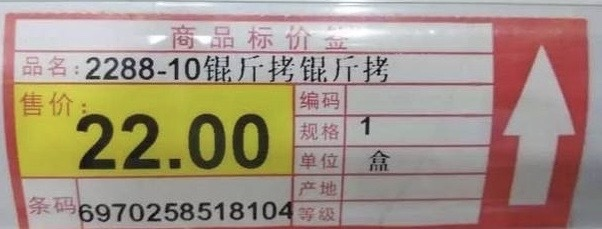 商品标价签
品名：2288-10锟斤拷锟斤拷
售价：
22.00
编码
规格 1
单位 盒
产地
条码 6970258518104 等级